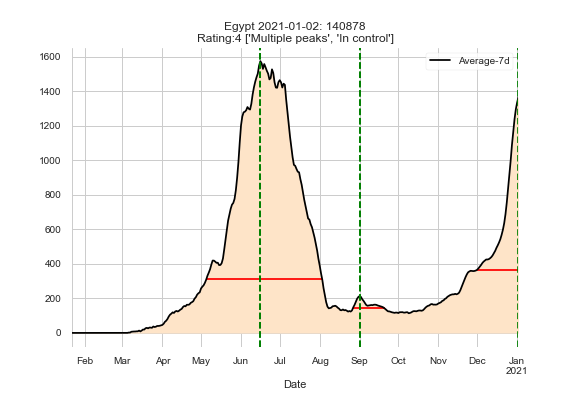 Egypt 2021-01-02: 140878
Rating:4 ['Multiple peaks', 'In control']
Average-7d
1600
1400
1200
1000
800
600
400
200
0
Feb Mar Apr May Jun Jul Aug Sep Oct Nov Dec Jan
2021
Date